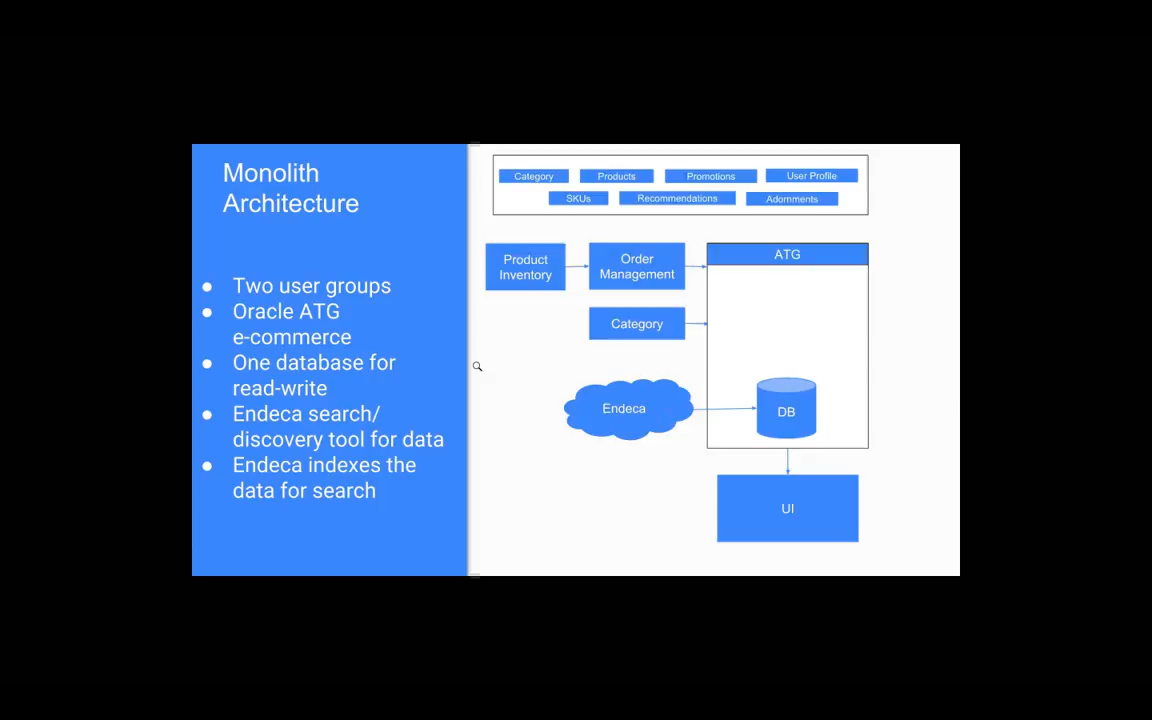 Monolith
Architecture
● Two user groups
● Oracle ATG
e-commerce
● One database for
read-write
● Endeca search/
discovery tool for data
● Endeca indexes the
data for search
Category Products Promotions User Profile
SKUs Recommendations Adornments
Product
Inventory
Order
Management
ATG
Category
Endeca
DB
UI